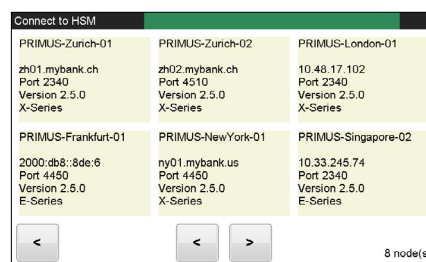 Connect to HSM
PRIMUS-Zurich-01
zh01.mybank.ch
Port 2340
Version 2.5.0
X-Series
PRIMUS-Zurich-02
zh02.mybank.ch
Port 4510
Version 2.5.0
X-Series
PRIMUS-London-01
10.48.17.102
Port 2340
Version 2.5.0
X-Series
PRIMUS-Frankfurt-01
2000:db8::8de:6
Port 4450
Version 2.5.0
E-Series
PRIMUS-NewYork-01
ny01.mybank.us
Port 4450
Version 2.5.0
X-Series
PRIMUS-Singapore-02
10.33.245.74
Port 2340
Version 2.5.0
E-Series
< < >
8 node(s